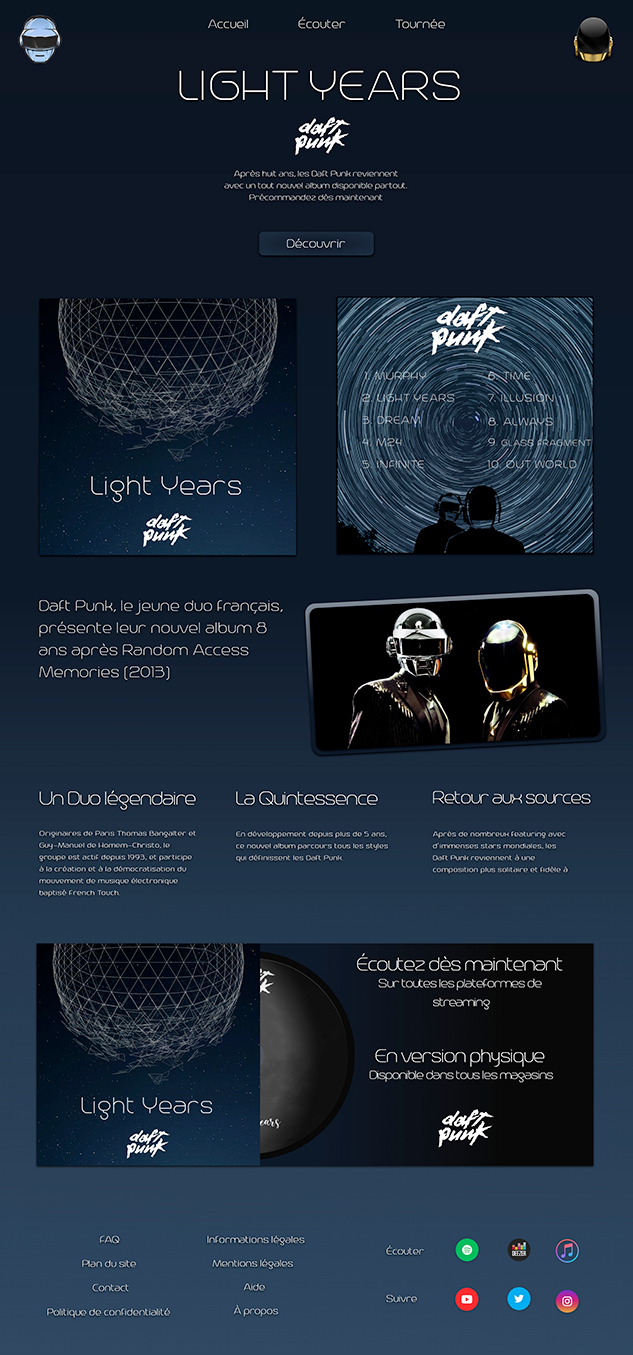 Accueil Écouter Tournée
LIGHT YEARS
daft
punk
Après huit ans, les Daft Punk reviennent
avec un tout nouvel album disponible partout.
Précommandez dès maintenant
Découvrir
Light Years
daft
punk
daft
punk
1. MURPHY
2. LIGHT YEARS
3. DREAM
4. M24
5. INFINITE
6. TIME
7. ILLUSION
8. ALWAYS
9. GLASS FRAGMENT
10. OUT WORLD
Daft Punk, le jeune duo français,
présente leur nouvel album 8
ans après Random Access
Memories (2013)
Un Duo légendaire
Originaires de Paris Thomas Bangalter et
Guy-Manuel de Homem-Christo, le
groupe est actif depuis 1993, et participe
à la création et à la démocratisation du
mouvement de musique électronique
baptisé French Touch.
La Quintessence
En développement depuis plus de 5 ans,
ce nouvel album parcours tous les styles
qui définissent les Daft Punk.
Retour aux sources
Après de nombreux featuring avec
d'immenses stars mondiales, les
Daft Punk reviennent à une
composition plus solitaire et fidèle à
Light Years
daft
punk
ears
Écoutez dès maintenant
Sur toutes les plateformes de
streaming
En version physique
Disponible dans tous les magasins
daft
punk
FAQ
Plan du site
Contact
Politique de confidentialité
Informations légales
Mentions légales
Aide
À propos
Écouter
DEEZER
Suivre